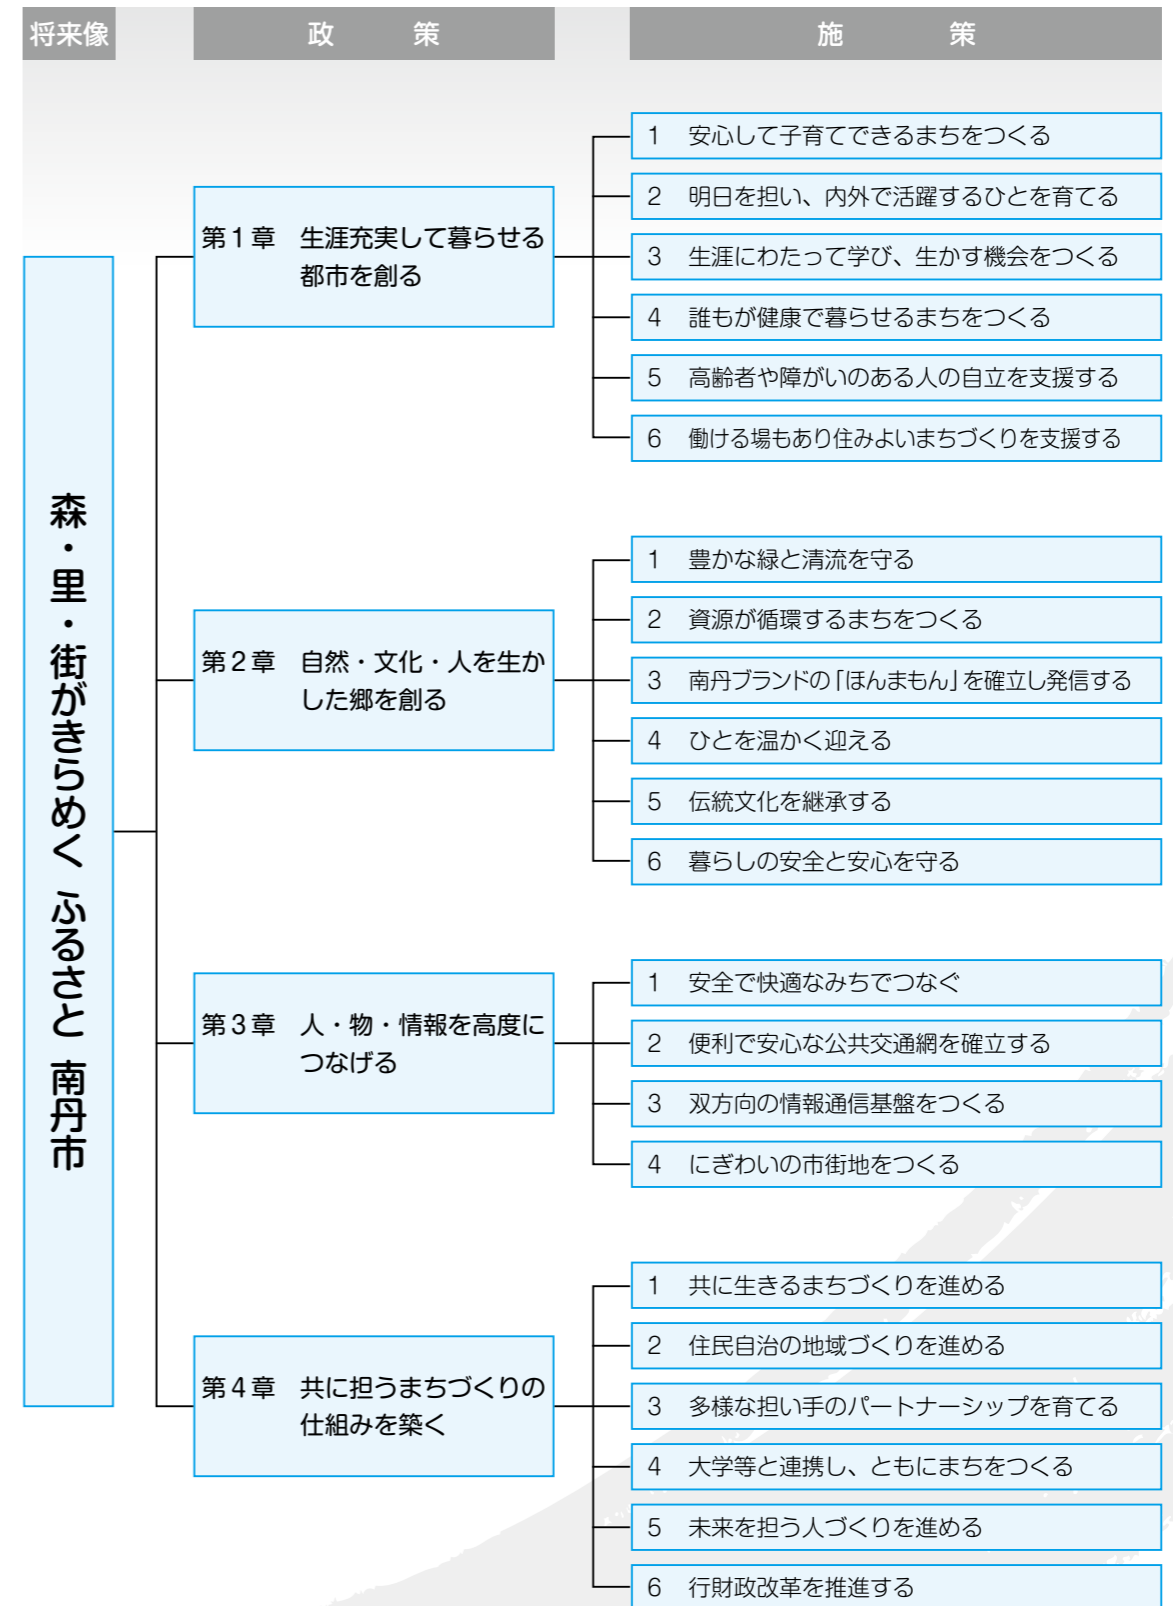 将来像
政　策
施　策
森・里・街がきらめく ふるさと 南丹市
第1章 生涯充実して暮らせる
都市を創る
1 安心して子育てできるまちをつくる
2 明日を担い、内外で活躍するひとを育てる
3 生涯にわたって学び、生かす機会をつくる
4 誰もが健康で暮らせるまちをつくる
5 高齢者や障がいのある人の自立を支援する
6 働ける場もあり住みよいまちづくりを支援する
第2章 自然・文化・人を生か
した郷を創る
1 豊かな緑と清流を守る
2 資源が循環するまちをつくる
3 南丹ブランドの「ほんまもん」を確立し発信する
4 ひとを温かく迎える
5 伝統文化を継承する
6 暮らしの安全と安心を守る
第3章 人・物・情報を高度に
つなげる
1 安全で快適なみちでつなぐ
2 便利で安心な公共交通網を確立する
3 双方向の情報通信基盤をつくる
4 にぎわいの市街地をつくる
第4章 共に担うまちづくりの
仕組みを築く
1 共に生きるまちづくりを進める
2 住民自治の地域づくりを進める
3 多様な担い手のパートナーシップを育てる
4 大学等と連携し、ともにまちをつくる
5 未来を担う人づくりを進める
6 行財政改革を推進する